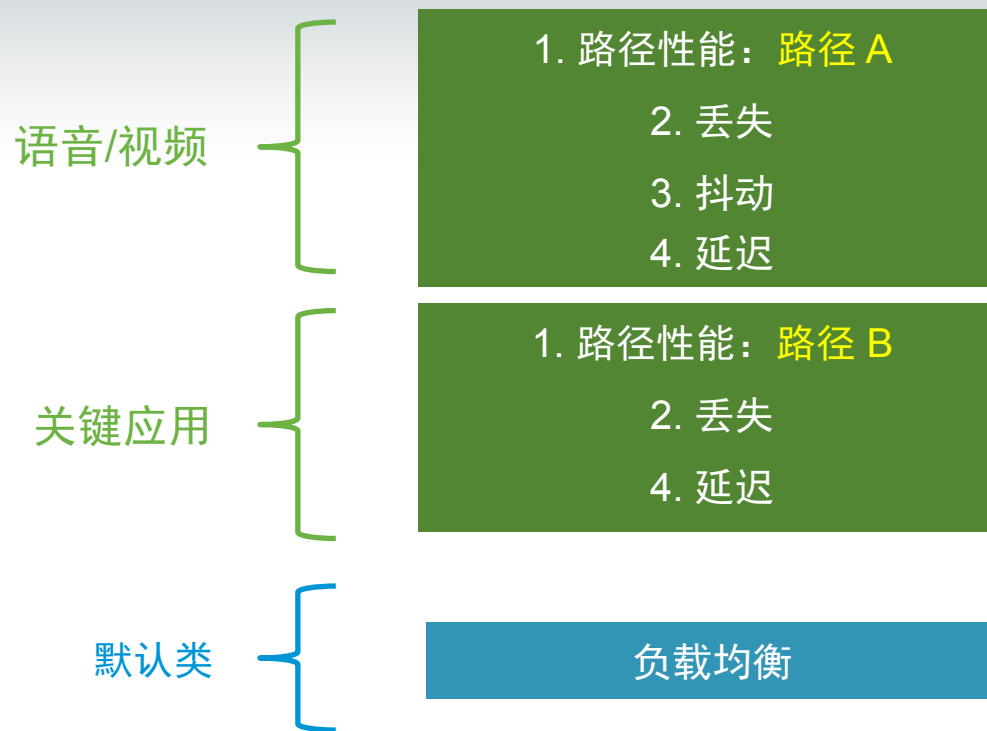 语音/视频
1. 路径性能：路径 A
2. 丢失
3. 抖动
4. 延迟
关键应用
1. 路径性能：路径 B
2. 丢失
4. 延迟
默认类
负载均衡